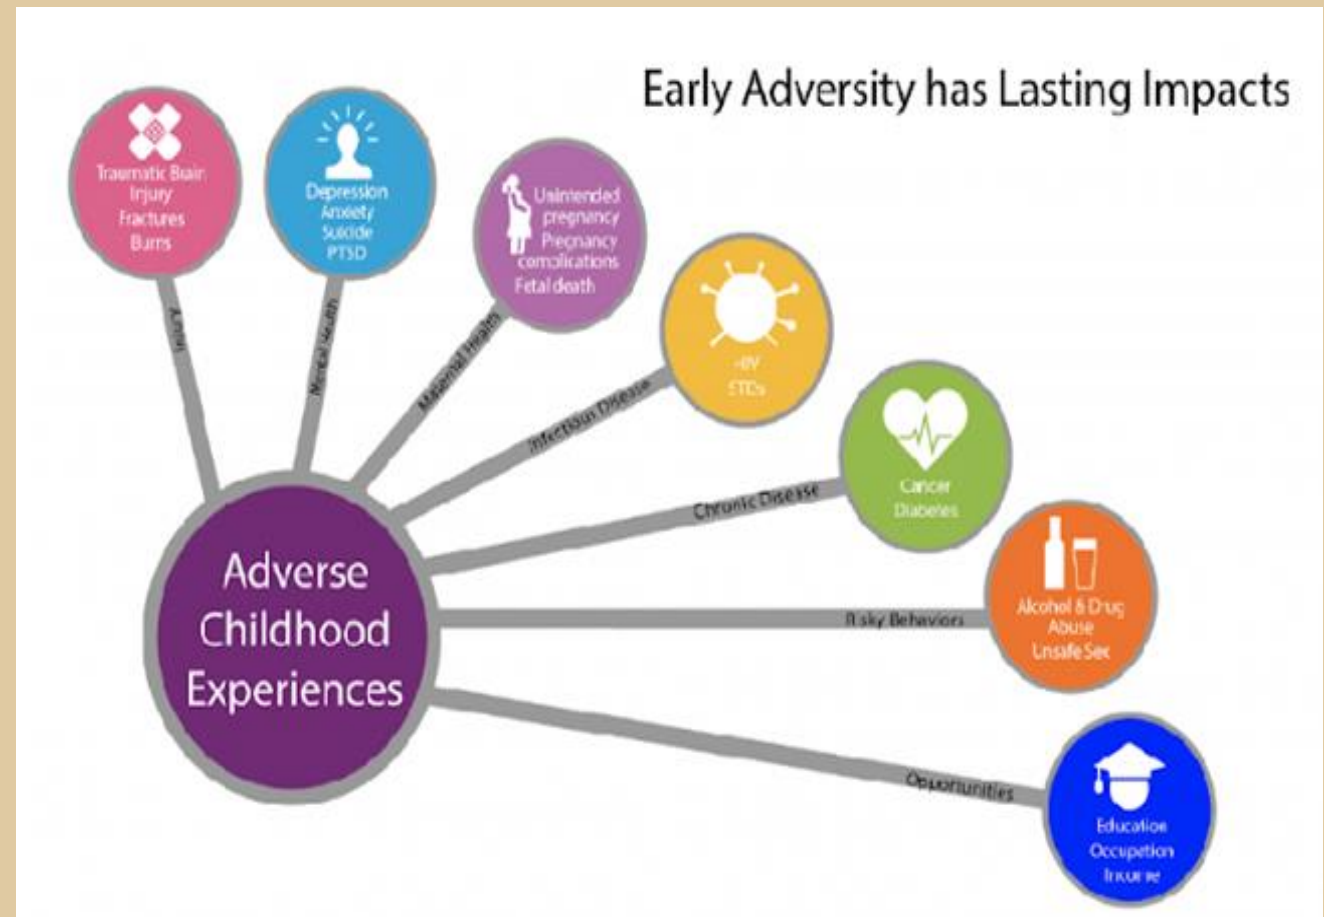 Early Adversity has Lasting Impacts
Traumatic Brain
Injury
Fractures
Burns
Depression
Anxiety
Suicide
PTSD
Unintended
pregnancy
Pregnancy
complications
Fetal death
HIV
STDs
Cancer
Diabetes
Alcohol & Drug
Abuse
Unsafe Sex
Education
Occupation
Income
Injury
Mental Health
Maternal Health
Infectious Disease
Chronic Disease
Risky Behaviors
Opportunities
Adverse
Childhood
Experiences